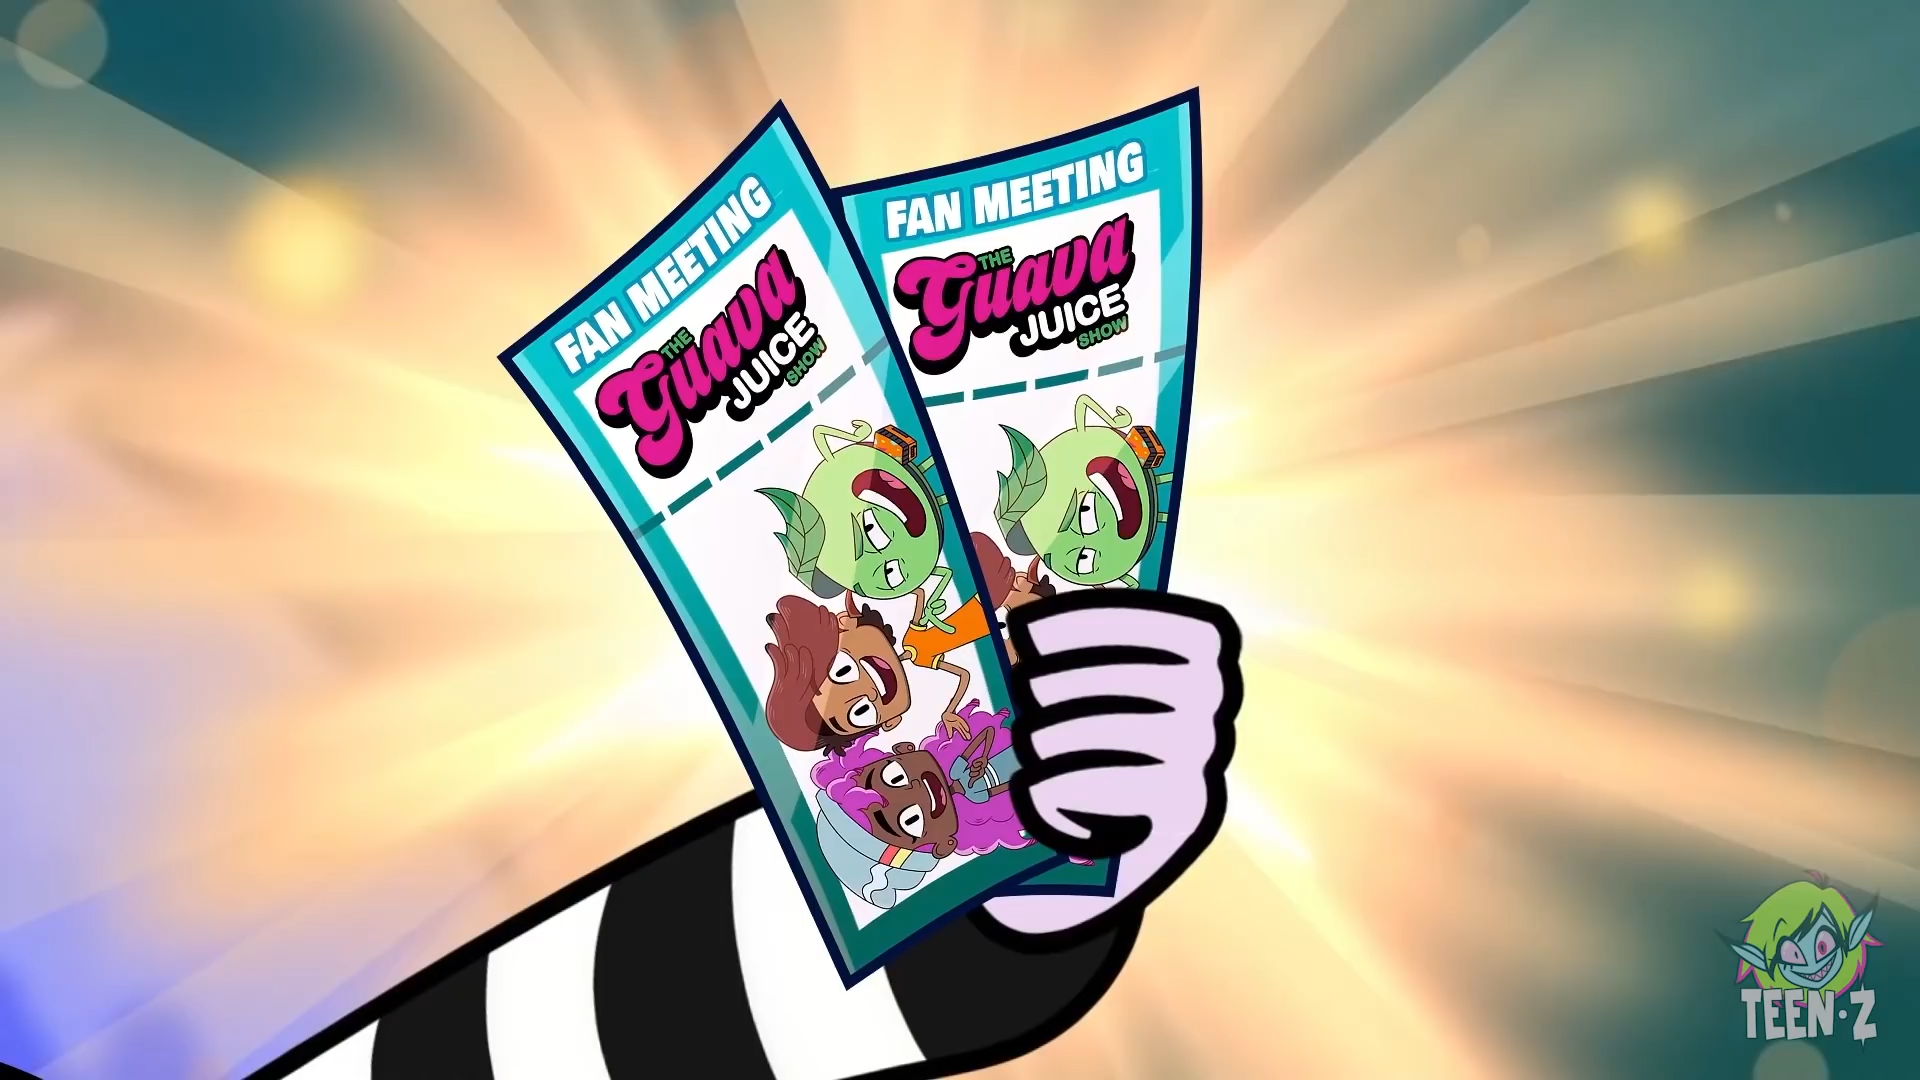 FAN MEETING
THE
Guava
JUICE
SHOW
FAN MEETING
THE
Guava
JUICE
SHOW
TEEN·Z